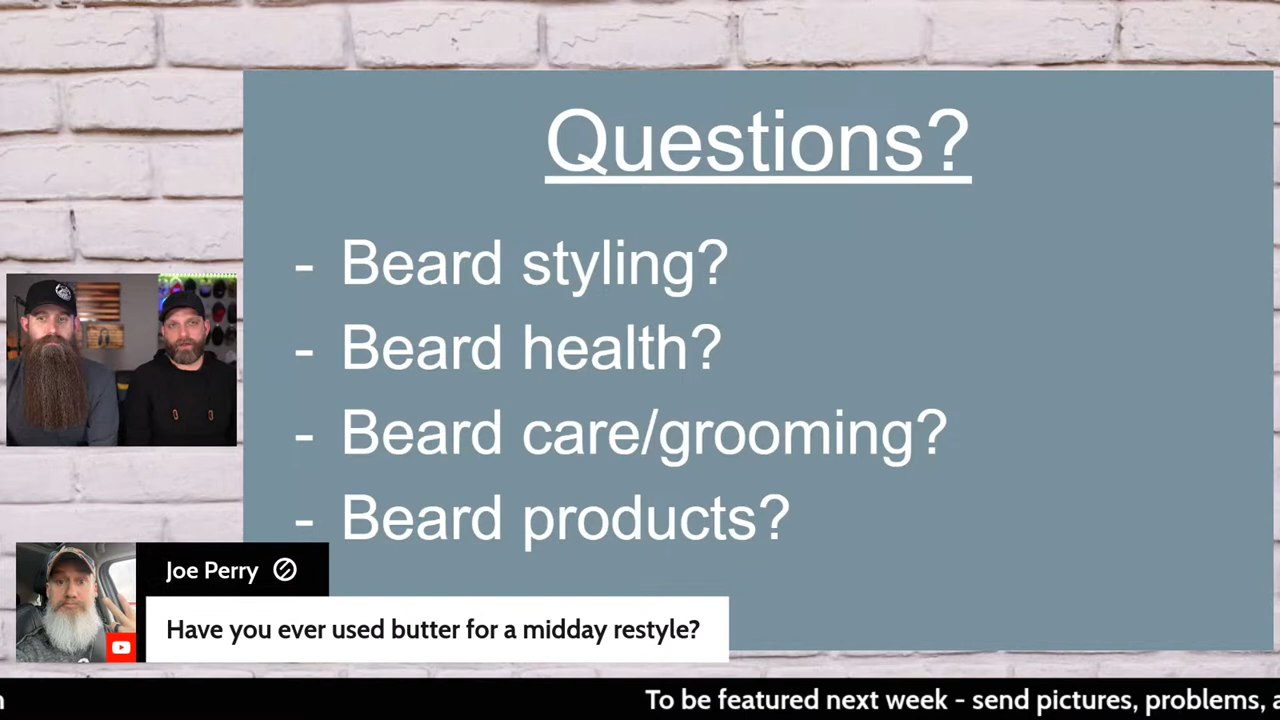 Questions?
- Beard styling?
- Beard health?
- Beard care/grooming?
- Beard products?
Joe Perry
Have you ever used butter for a midday restyle?
To be featured next week - send pictures, problems,